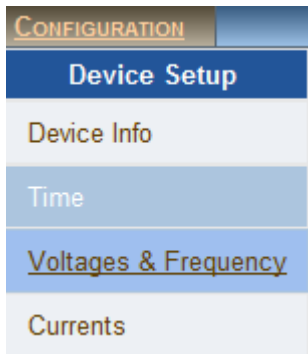 CONFIGURATION
Device Setup
Device Info
Time
Voltages & Frequency
Currents